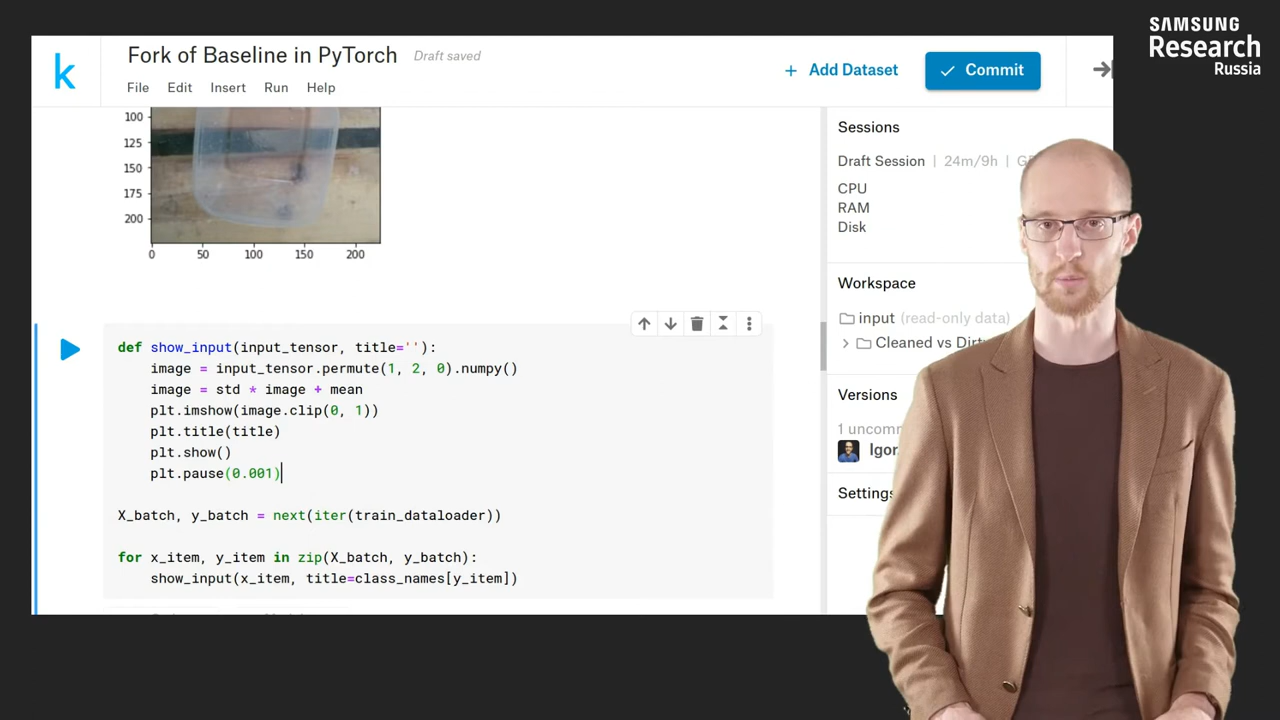 SAMSUNG
Research
Russia
Fork of Baseline in PyTorch Draft saved
+ Add Dataset
Commit
File Edit Insert Run Help
100
125
150
175
200
0 50 100 150 200
def show_input(input_tensor, title=''):
image = input_tensor.permute(1, 2, 0).numpy()
image = std * image + mean
plt.imshow(image.clip(0, 1))
plt.title(title)
plt.show()
plt.pause(0.001)
X_batch, y_batch = next(iter(train_dataloader))
for x_item, y_item in zip(X_batch, y_batch):
show_input(x_item, title=class_names[y_item])
Sessions
Draft Session | 24m/9h |
CPU
RAM
Disk
Workspace
input (read-only data)
Cleaned vs
Versions
1
Igor
Settings